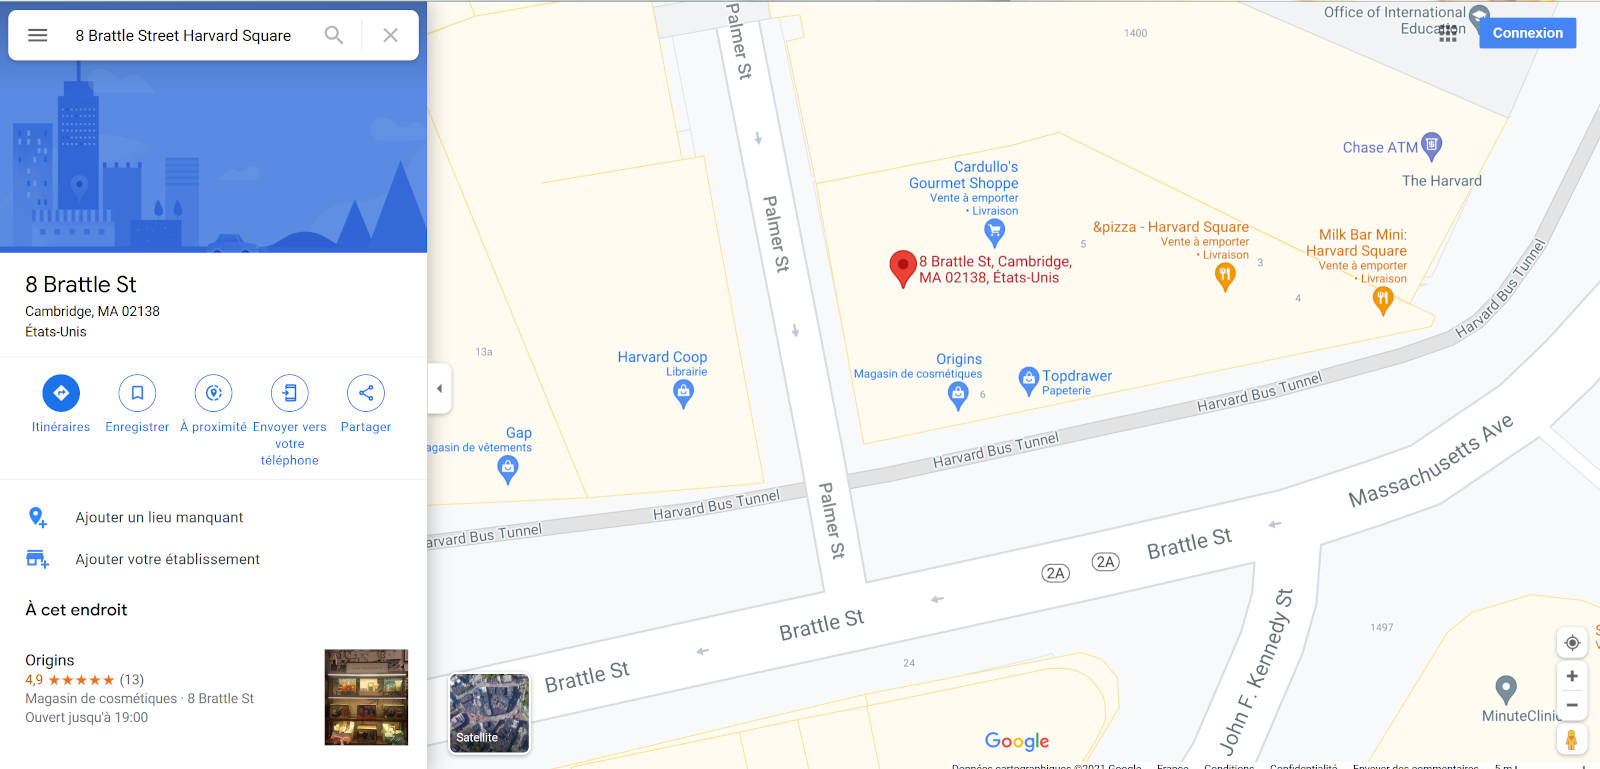 8 Brattle Street Harvard Square
8 Brattle St
Cambridge, MA 02138
États-Unis
Itinéraires
Enregistrer
À proximité
Envoyer vers
votre
téléphone
Partager
Ajouter un lieu manquant
Ajouter votre établissement
À cet endroit
Origins
4,9 ★★★★★ (13)
Magasin de cosmétiques · 8 Brattle St
Ouvert jusqu'à 19:00
Palmer St
1400
Office of International
Education
Connexion
Chase ATM
The Harvard
Cardullo's
Gourmet Shoppe
Vente à emporter
• Livraison
Palmer St
5
&pizza - Harvard Square
Vente à emporter
• Livraison
3
Milk Bar Mini:
Harvard Square
Vente à emporter
• Livraison
4
8 Brattle St, Cambridge,
MA 02138, États-Unis
Harvard Bus Tunnel
13a
Harvard Coop
Librairie
Origins
Magasin de cosmétiques
6
Topdrawer
Papeterie
Harvard Bus Tunnel
Gap
agasin de vêtements
Harvard Bus Tunnel
Massachusetts Ave
Harvard Bus Tunnel
arvard Bus Tunnel
Palmer St
Brattle St
2A
2A
Brattle St
John F. Kennedy St
1497
24
Brattle St
Satellite
MinuteClinic
Google
Données cartographiques ©2021 Google
France
Conditions
Confidentialité
Envoyer des commentaires
5 m